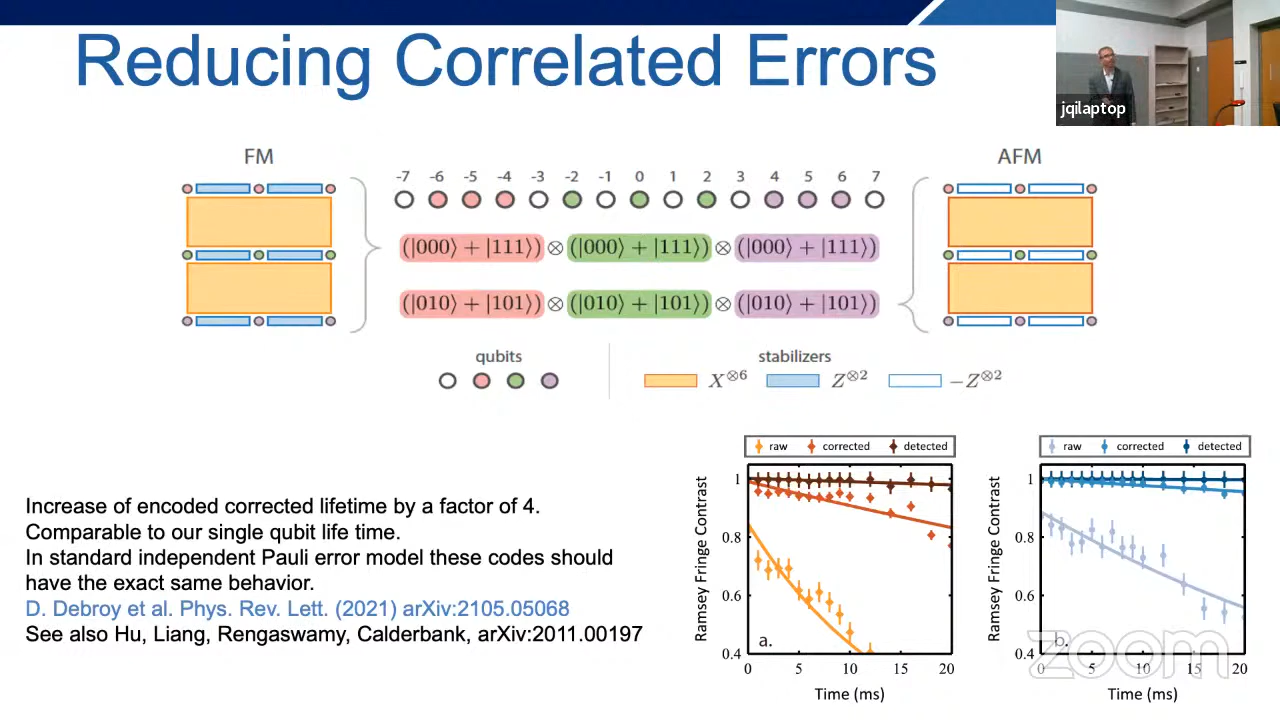 Reducing Correlated Errors
jqilaptop
FM
AFM
-7 -6 -5 -4 -3 -2 -1 0 1 2 3 4 5 6 7
(|000⟩ + |111⟩) ⊗ (|000⟩ + |111⟩) ⊗ (|000⟩ + |111⟩)
(|010⟩ + |101⟩) ⊗ (|010⟩ + |101⟩) ⊗ (|010⟩ + |101⟩)
qubits
stabilizers
X⊗6 Z⊗2 −Z⊗2
Increase of encoded corrected lifetime by a factor of 4.
Comparable to our single qubit life time.
In standard independent Pauli error model these codes should
have the exact same behavior.
D. Debroy et al. Phys. Rev. Lett. (2021) arXiv:2105.05068
See also Hu, Liang, Rengaswamy, Calderbank, arXiv:2011.00197
raw corrected detected
Ramsey Fringe Contrast
1
0.8
0.6
0.4
a.
0 5 10 15 20
Time (ms)
raw corrected detected
Ramsey Fringe Contrast
1
0.8
0.6
0.4
b.
0 5 10 15 20
Time (ms)
zoom